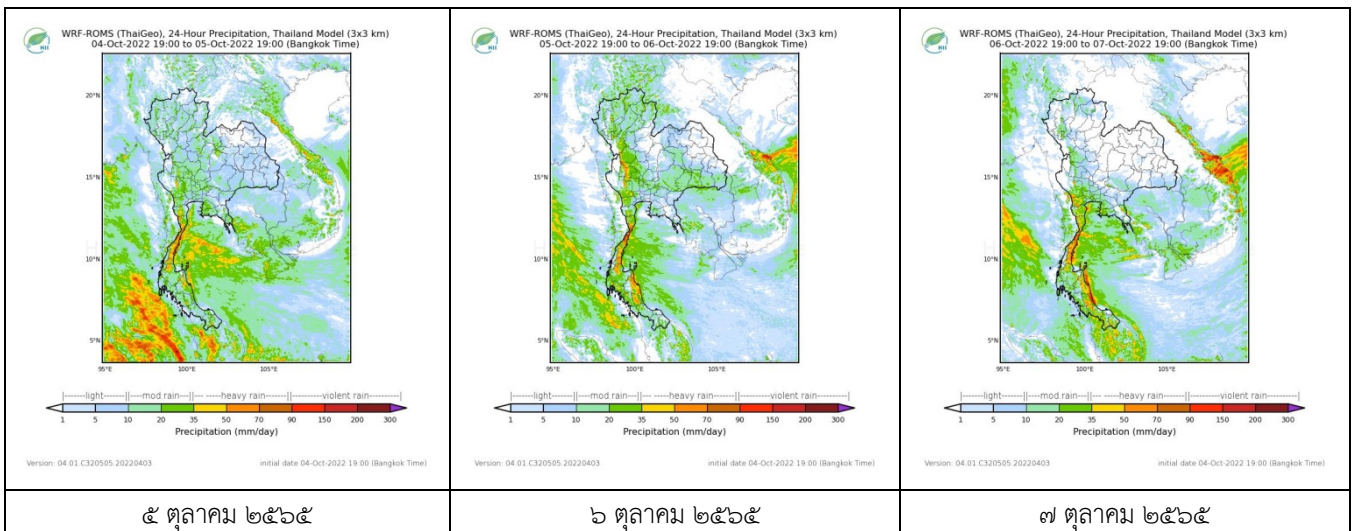 WRF-ROMS (ThaiGeo), 24-Hour Precipitation, Thailand Model (3x3 km)
04-Oct-2022 19:00 to 05-Oct-2022 19:00 (Bangkok Time)
HII
20°N
15°N
10°N
5°N
95°E 100°E 105°E
|------light------||---mod rain---||--- ---heavy rain------||------violent rain------|
1 5 10 20 35 50 70 90 150 200 300
Precipitation (mm/day)
Version: 04.01.C320505.20220403 initial date 04-Oct-2022 19:00 (Bangkok Time)
๕ ตุลาคม ๒๕๖๕
WRF-ROMS (ThaiGeo), 24-Hour Precipitation, Thailand Model (3x3 km)
05-Oct-2022 19:00 to 06-Oct-2022 19:00 (Bangkok Time)
HII
20°N
15°N
10°N
5°N
95°E 100°E 105°E
|------light------||---mod rain---||--- ---heavy rain------||------violent rain------|
1 5 10 20 35 50 70 90 150 200 300
Precipitation (mm/day)
Version: 04.01.C320505.20220403 initial date 04-Oct-2022 19:00 (Bangkok Time)
๖ ตุลาคม ๒๕๖๕
WRF-ROMS (ThaiGeo), 24-Hour Precipitation, Thailand Model (3x3 km)
06-Oct-2022 19:00 to 07-Oct-2022 19:00 (Bangkok Time)
HII
20°N
15°N
10°N
5°N
95°E 100°E 105°E
|------light------||---mod rain---||--- ---heavy rain------||------violent rain------|
1 5 10 20 35 50 70 90 150 200 300
Precipitation (mm/day)
Version: 04.01.C320505.20220403 initial date 04-Oct-2022 19:00 (Bangkok Time)
๗ ตุลาคม ๒๕๖๕